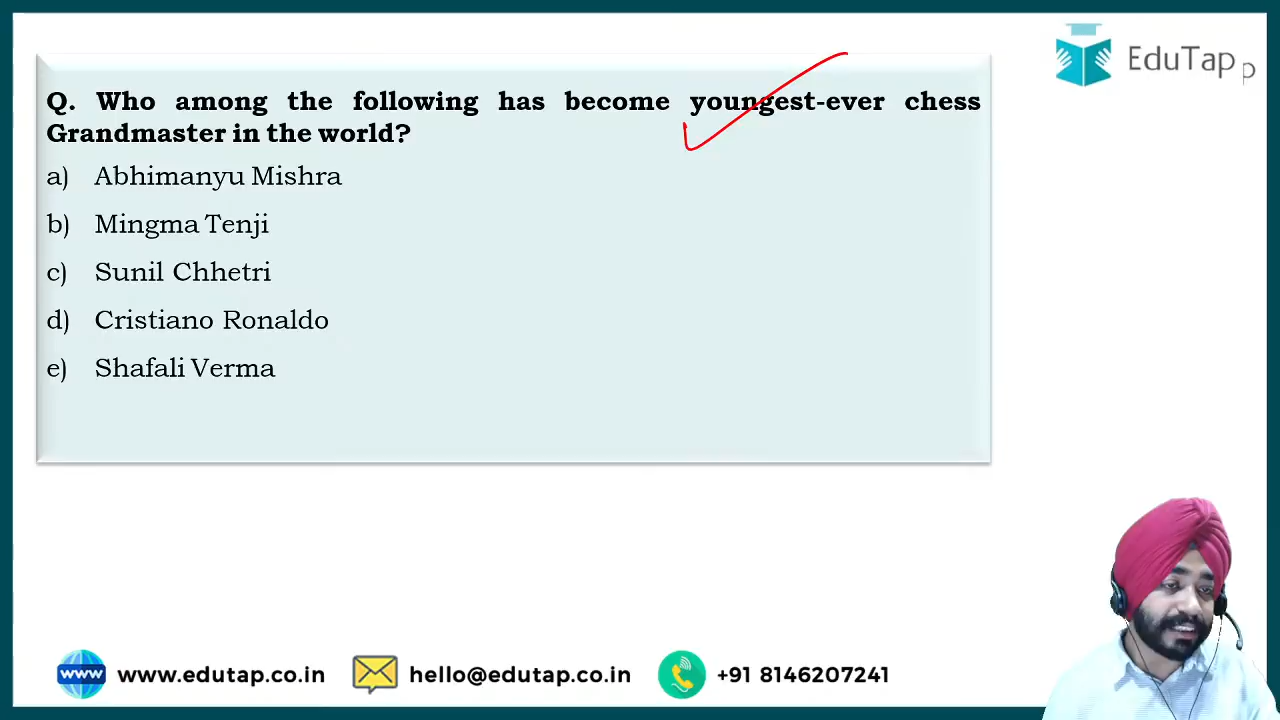 EduTap
p
Q. Who among the following has become youngest-ever chess
Grandmaster in the world?
a) Abhimanyu Mishra
b) Mingma Tenji
c) Sunil Chhetri
d) Cristiano Ronaldo
e) Shafali Verma
www www.edutap.co.in hello@edutap.co.in +91 8146207241